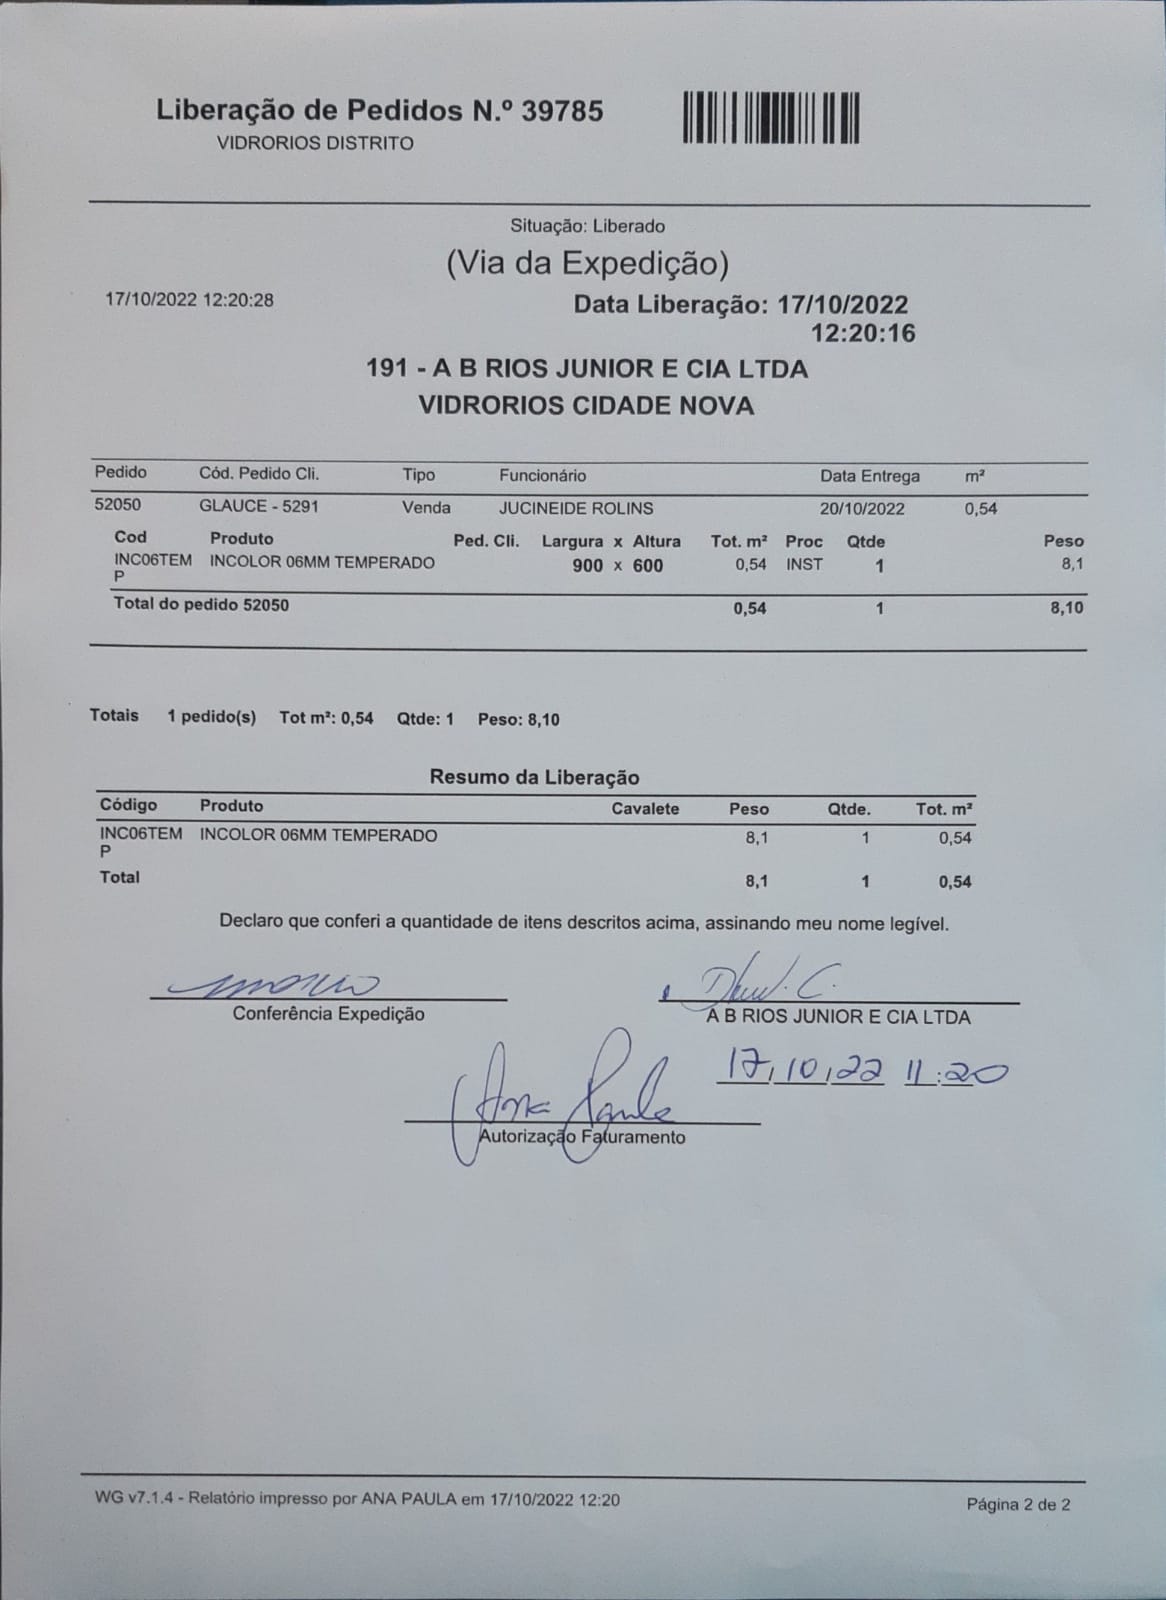 Liberação de Pedidos N.º 39785
VIDRORIOS DISTRITO
Situação: Liberado
(Via da Expedição)
17/10/2022 12:20:28
Data Liberação: 17/10/2022
12:20:16
191 - A B RIOS JUNIOR E CIA LTDA
VIDRORIOS CIDADE NOVA
Pedido Cód. Pedido Cli. Tipo Funcionário Data Entrega m²
52050 GLAUCE - 5291 Venda JUCINEIDE ROLINS 20/10/2022 0,54
Cod Produto Ped. Cli. Largura x Altura Tot. m² Proc Qtde Peso
INC06TEM INCOLOR 06MM TEMPERADO 900 x 600 0,54 INST 1 8,1
P
Total do pedido 52050 0,54 1 8,10
Totais 1 pedido(s) Tot m²: 0,54 Qtde: 1 Peso: 8,10
Resumo da Liberação
Código Produto Cavalete Peso Qtde. Tot. m²
INC06TEM INCOLOR 06MM TEMPERADO 8,1 1 0,54
P
Total 8,1 1 0,54
Declaro que conferi a quantidade de itens descritos acima, assinando meu nome legível.
Conferência Expedição
A B RIOS JUNIOR E CIA LTDA
17,10,22 11:20
Ana Paula
Autorização Faturamento
WG v7.1.4 - Relatório impresso por ANA PAULA em 17/10/2022 12:20
Página 2 de 2